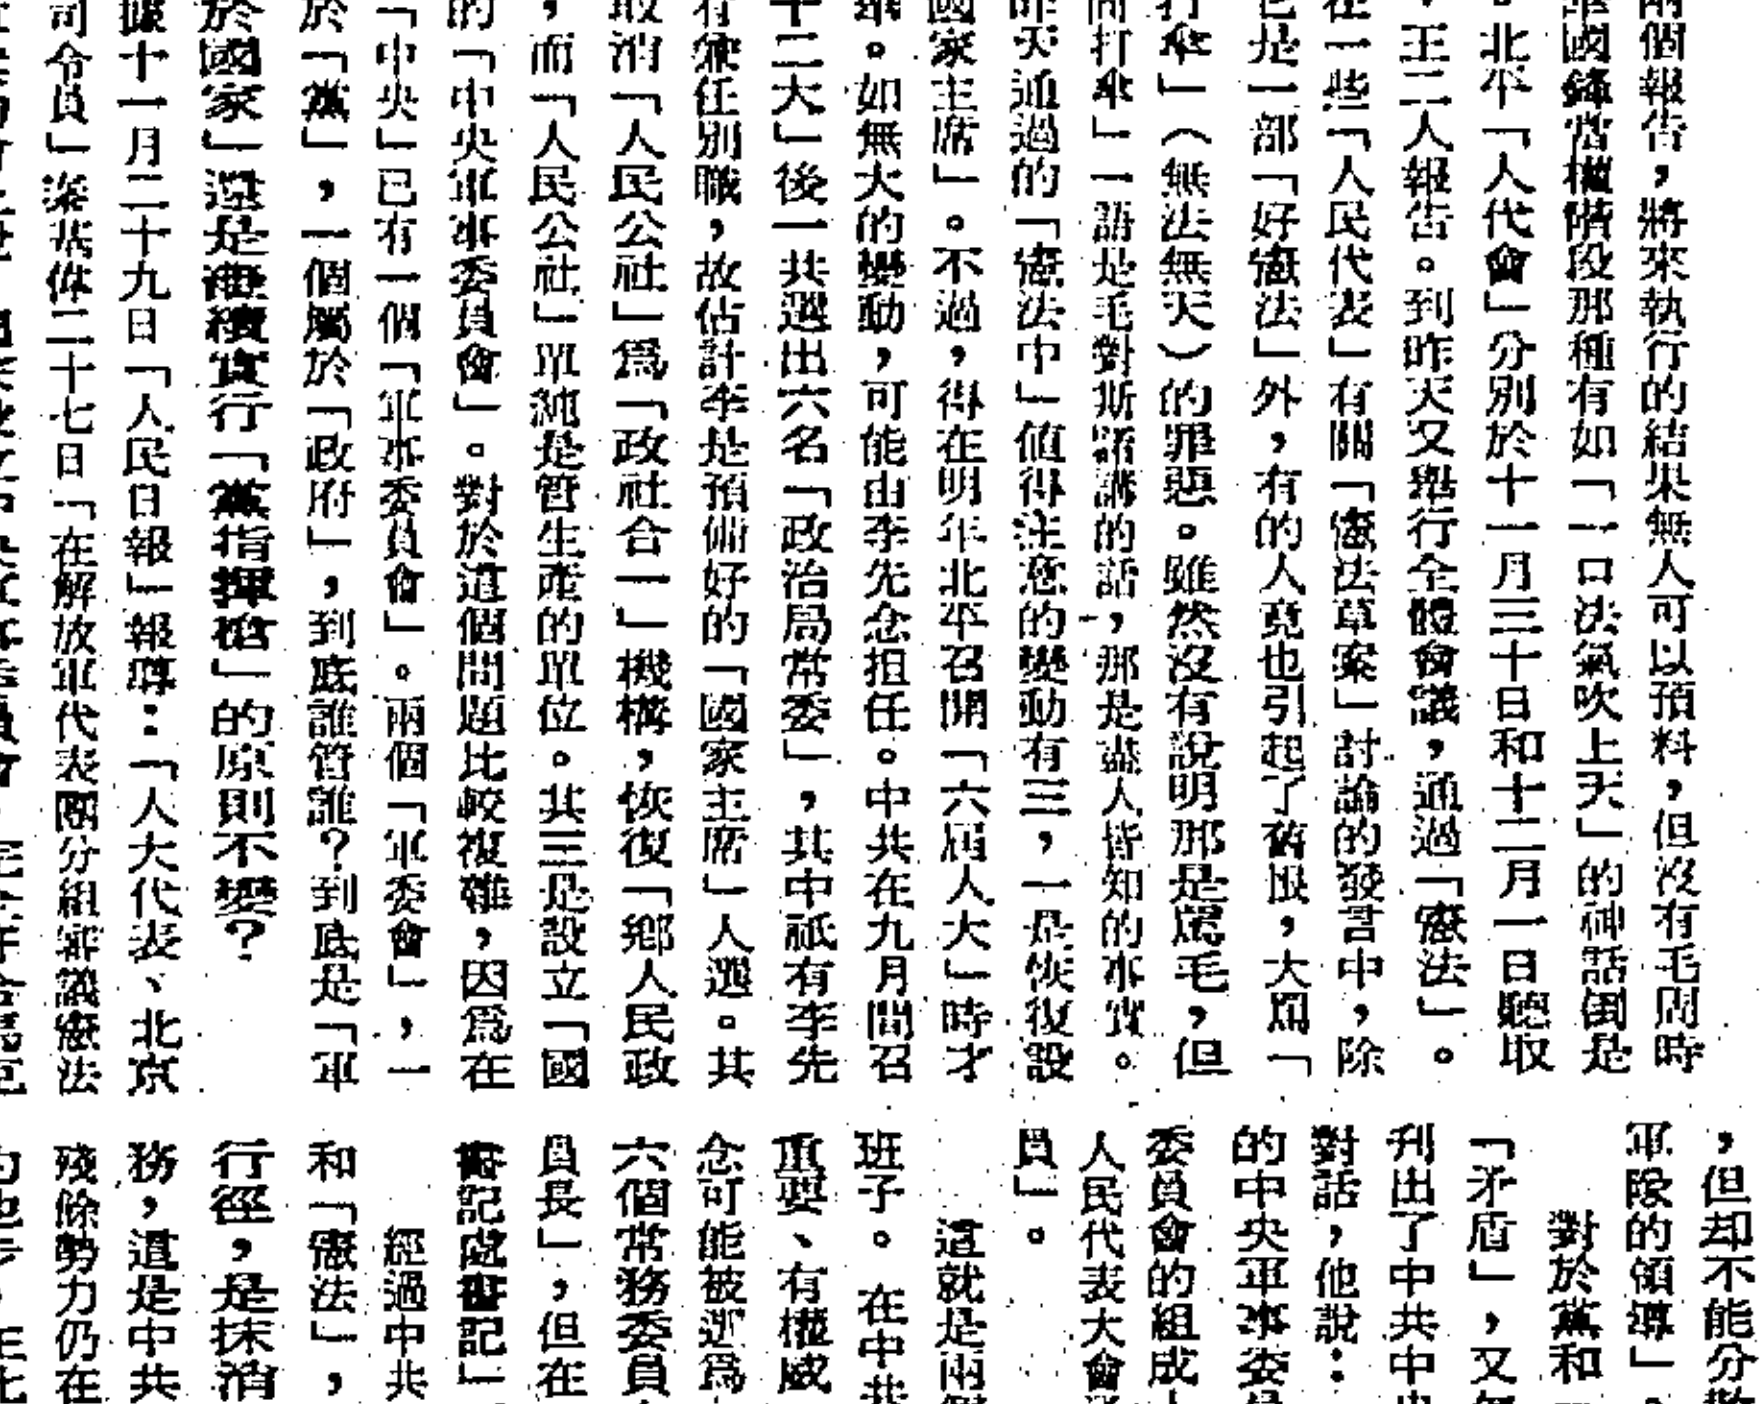 兩個報告，將來執行的結果無人可以預料，但沒有毛周時
華國鋒當權階段那種有如「一口法氣吹上天」的神話倒是
。北平「人代會」分別於十一月三十日和十二月一日聽取
，王二人報告。到昨天又舉行全體會議，通過「憲法」。
在一些「人民代表」有關「憲法草案」討論的發言中，除
也是一部「好憲法」外，有的人竟也引起了舊恨，大罵「
打傘」（無法無天）的罪惡。雖然沒有說明那是罵毛，但
尚打傘」一語是毛對斯諾講的話，那是盡人皆知的事實。
昨天通過的「憲法中」值得注意的變動有三，一是恢復設
國家主席」。不過，得在明年北平召開「六屆人大」時才
。如無大的變動，可能由李先念担任。中共在九月間召
十二大」後一共選出六名「政治局常委」，其中祇有李先
有兼任別職，故估計李是預備好的「國家主席」人選。其
取消「人民公社」爲「政社合一」機構，恢復「鄉人民政
，而「人民公社」單純是管生產的單位。其三是設立「國
的「中央軍事委員會」。對於這個問題比較複雜，因爲在
「中央」已有一個「軍事委員會」。兩個「軍委會」，一
於「黨」，一個屬於「政府」，到底誰管誰？到底是「軍
於國家」還是繼續實行「黨指揮槍」的原則不變？
據十一月二十九日「人民日報」報導：「人大代表、北京
司令員」秦基偉二十七日「在解放軍代表團分組審議憲法
，但却不能分
軍隊的領導」。
對於黨和
「矛盾」，又
刊出了中共中
對話，他說：
的中央軍事委
委員會的組成
人民代表大會
員」。
這就是兩
班子。在中共
重要、有權威
念可能被選爲
六個常務委員
員長」，但在
書記處書記」
經過中共
和「憲法」，
行徑，是抹消
務，這是中共
殘餘勢力仍在